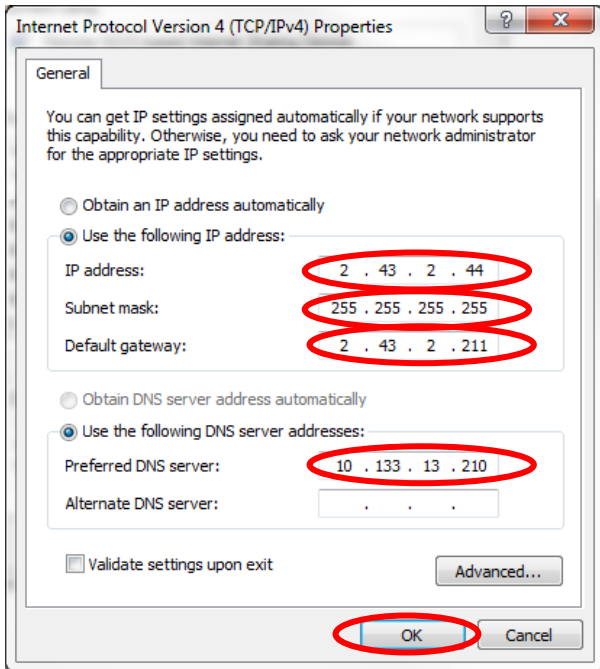 Internet Protocol Version 4 (TCP/IPv4) Properties
General
You can get IP settings assigned automatically if your network supports
this capability. Otherwise, you need to ask your network administrator
for the appropriate IP settings.
Obtain an IP address automatically
Use the following IP address:
IP address: 2 . 43 . 2 . 44
Subnet mask: 255 . 255 . 255 . 255
Default gateway: 2 . 43 . 2 . 211
Obtain DNS server address automatically
Use the following DNS server addresses:
Preferred DNS server: 10 . 133 . 13 . 210
Alternate DNS server: . . .
Validate settings upon exit
Advanced...
OK Cancel